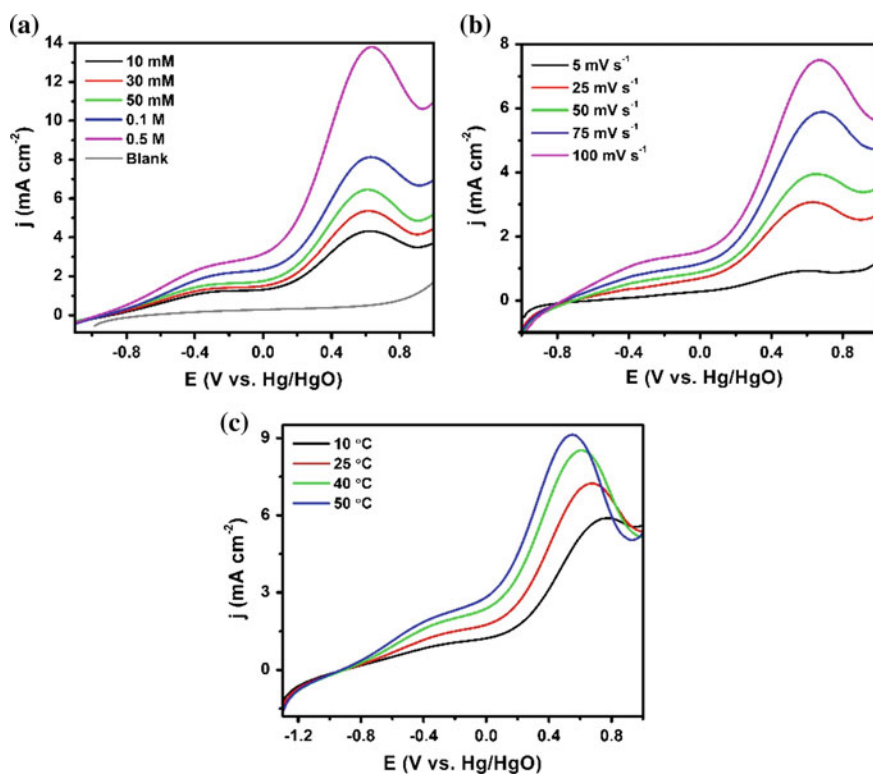 (a)
14
12
10
8
6
4
2
0
j (mA cm⁻²)
10 mM
30 mM
50 mM
0.1 M
0.5 M
Blank
-0.8
-0.4
0.0
0.4
0.8
E (V vs. Hg/HgO)
(b)
8
6
4
2
0
j (mA cm⁻²)
5 mV s⁻¹
25 mV s⁻¹
50 mV s⁻¹
75 mV s⁻¹
100 mV s⁻¹
-0.8
-0.4
0.0
0.4
0.8
E (V vs. Hg/HgO)
(c)
9
6
3
0
j (mA cm⁻²)
10 °C
25 °C
40 °C
50 °C
-1.2
-0.8
-0.4
0.0
0.4
0.8
E (V vs. Hg/HgO)